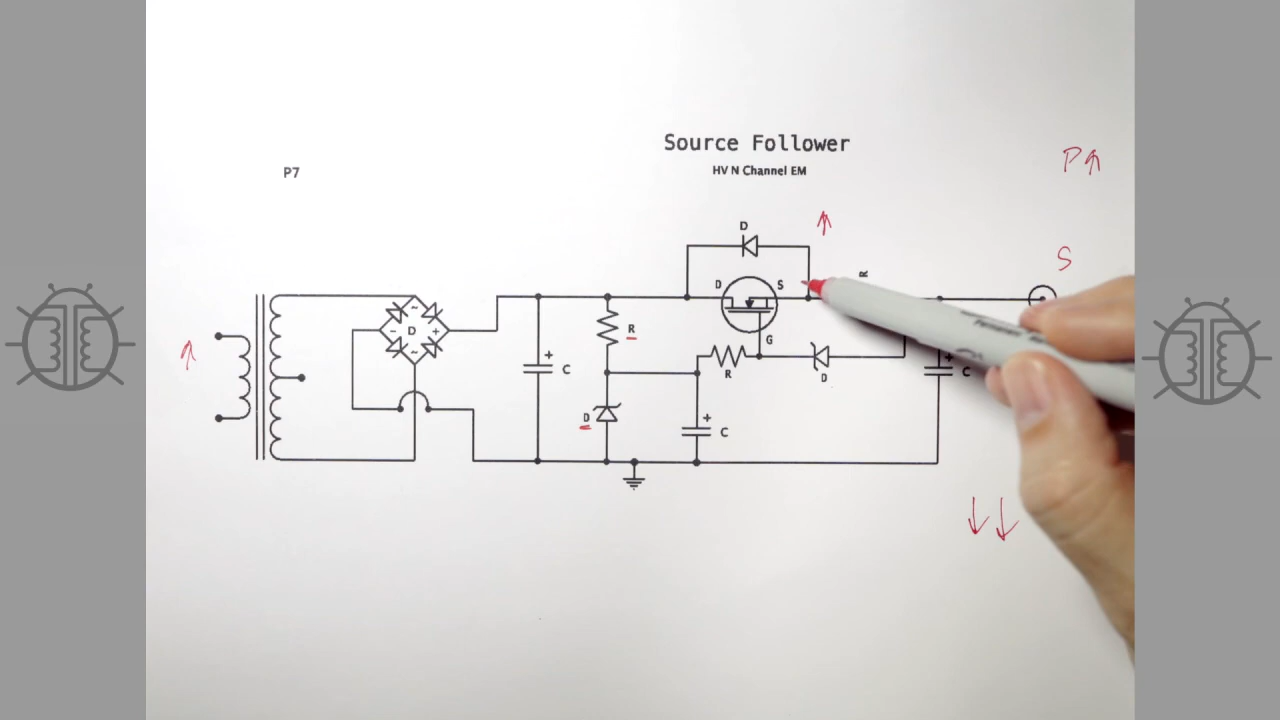 Source Follower
HV N Channel EM
P7
P↑
↑
D
S
D
S
R
R
D
+
-
~
~
↑
G
+
C
R
D
+
C
D
+
C
↓↓